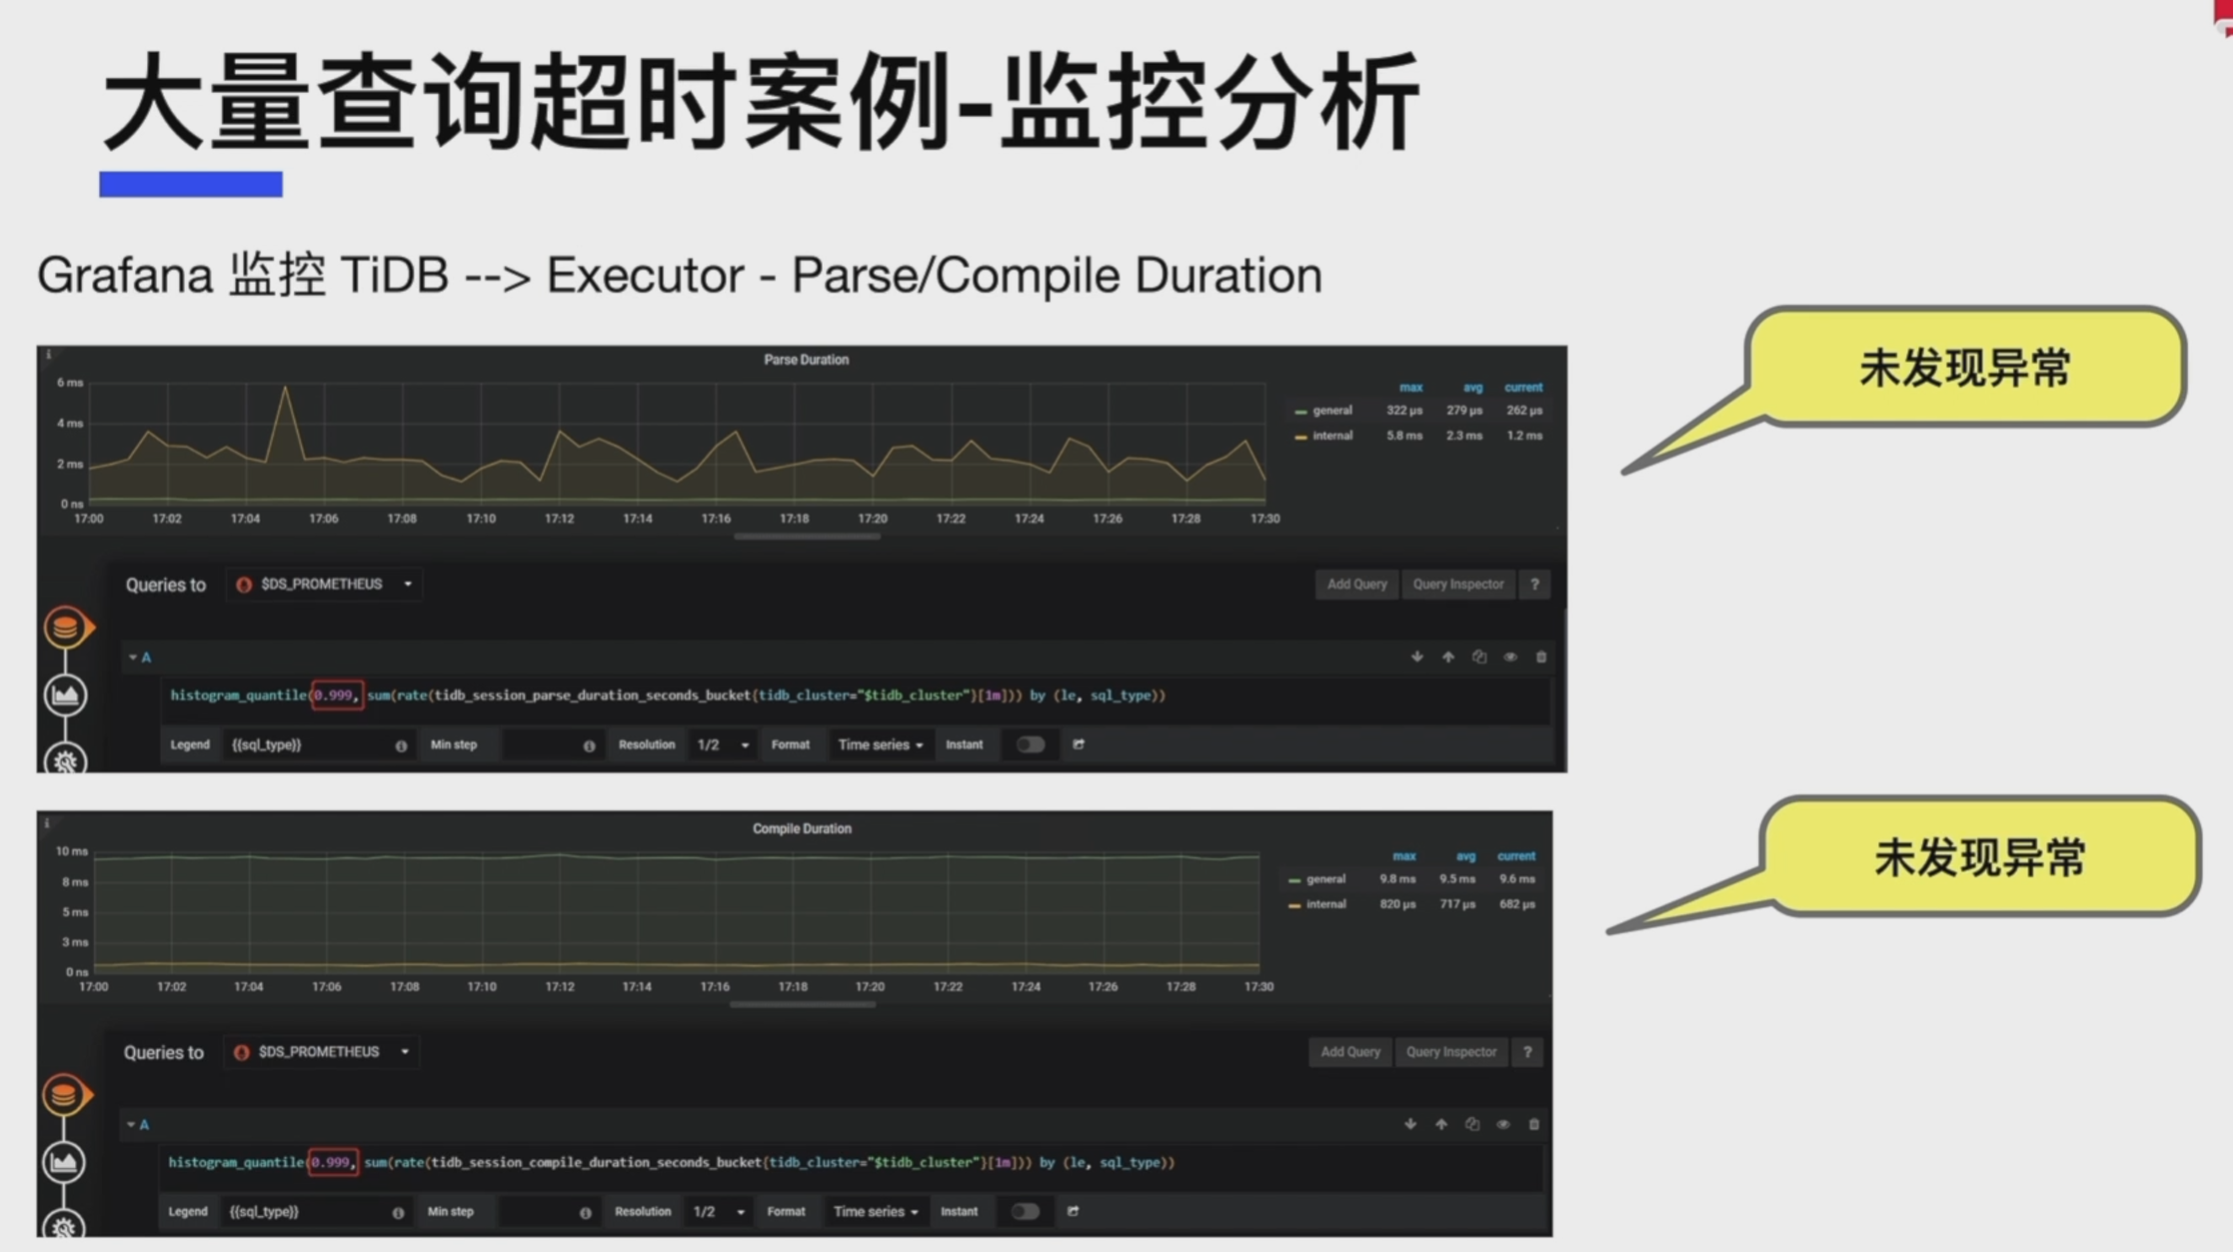 大量查询超时案例-监控分析
Grafana 监控 TiDB --> Executor - Parse/Compile Duration
未发现异常
Parse Duration
6 ms
4 ms
2 ms
0 ns
17:00 17:02 17:04 17:06 17:08 17:10 17:12 17:14 17:16 17:18 17:20 17:22 17:24 17:26 17:28 17:30
max avg current
general 322 µs 279 µs 262 µs
internal 5.8 ms 2.3 ms 1.2 ms
Queries to $DS_PROMETHEUS Add Query Query Inspector ?
A
histogram_quantile(0.999, sum(rate(tidb_session_parse_duration_seconds_bucket{tidb_cluster="$tidb_cluster"}[1m])) by (le, sql_type))
Legend {{sql_type}} Min step Resolution 1/2 Format Time series Instant
未发现异常
Compile Duration
10 ms
8 ms
5 ms
3 ms
0 ns
17:00 17:02 17:04 17:06 17:08 17:10 17:12 17:14 17:16 17:18 17:20 17:22 17:24 17:26 17:28 17:30
max avg current
general 9.8 ms 9.5 ms 9.6 ms
internal 820 µs 717 µs 682 µs
Queries to $DS_PROMETHEUS Add Query Query Inspector ?
A
histogram_quantile(0.999, sum(rate(tidb_session_compile_duration_seconds_bucket{tidb_cluster="$tidb_cluster"}[1m])) by (le, sql_type))
Legend {{sql_type}} Min step Resolution 1/2 Format Time series Instant